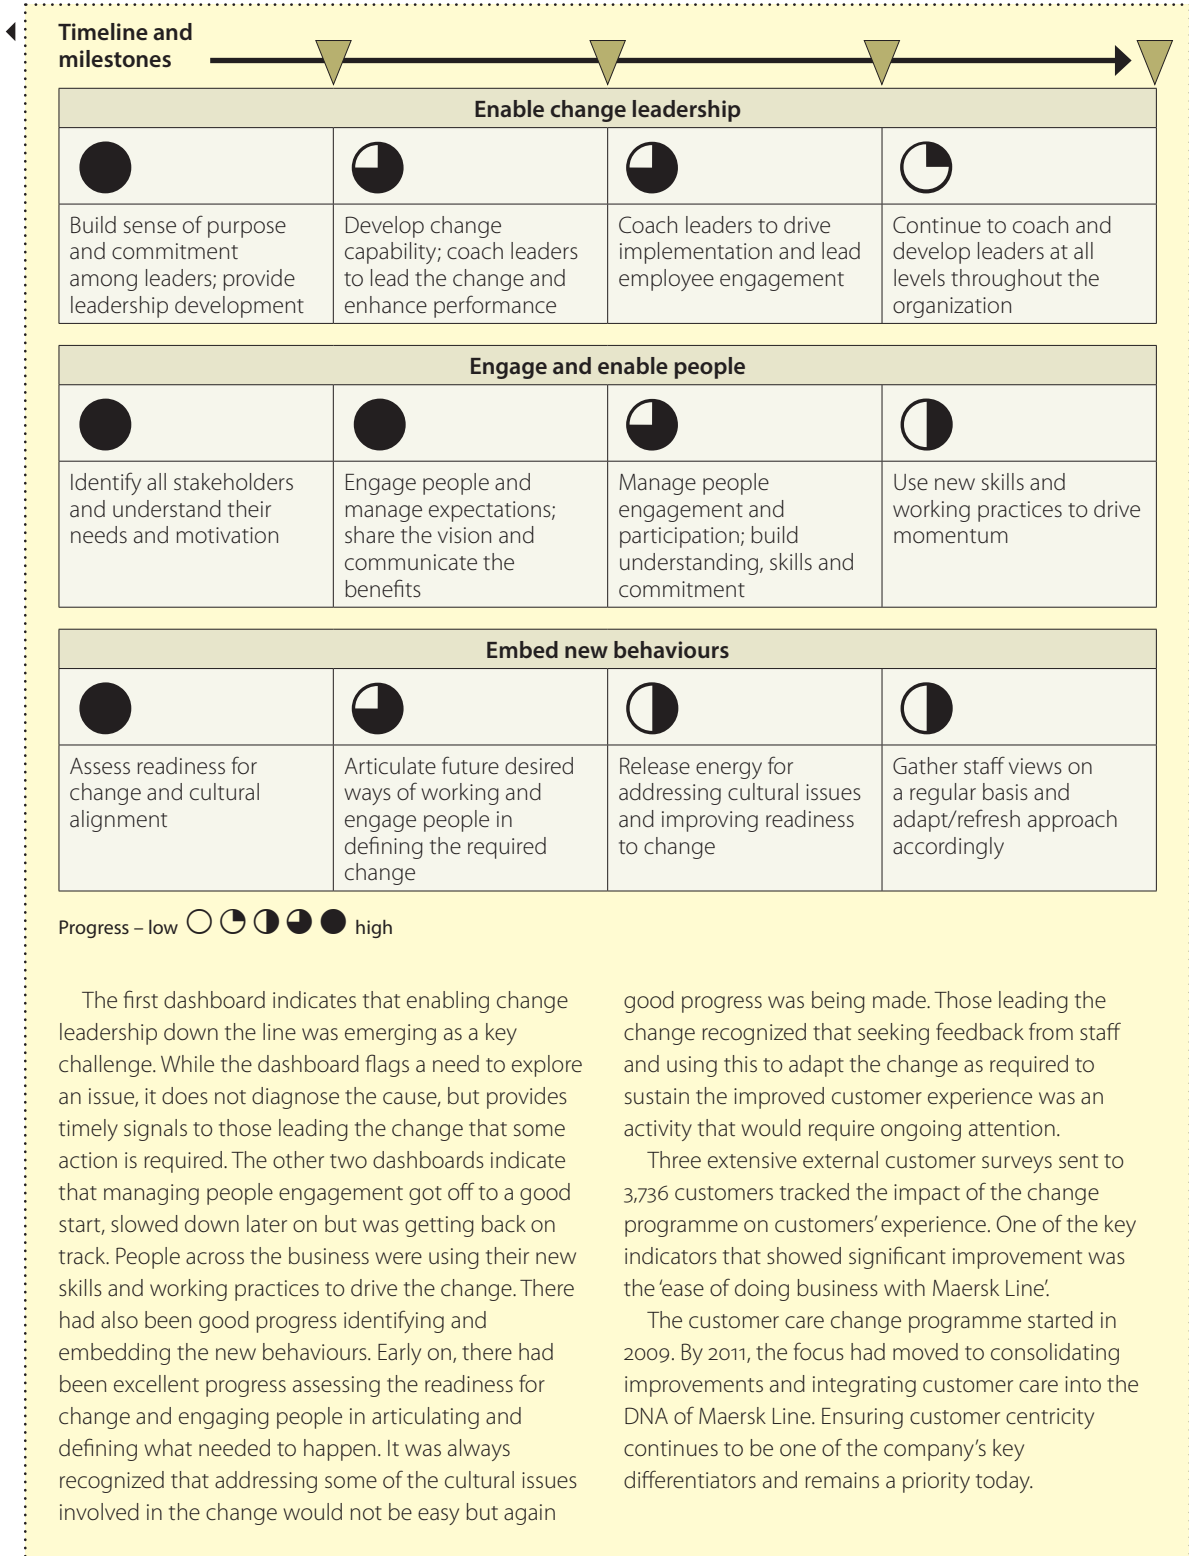 Timeline and
milestones
Enable change leadership
Build sense of purpose
and commitment
among leaders; provide
leadership development
Develop change
capability; coach leaders
to lead the change and
enhance performance
Coach leaders to drive
implementation and lead
employee engagement
Continue to coach and
develop leaders at all
levels throughout the
organization
Engage and enable people
Identify all stakeholders
and understand their
needs and motivation
Engage people and
manage expectations;
share the vision and
communicate the
benefits
Manage people
engagement and
participation; build
understanding, skills and
commitment
Use new skills and
working practices to drive
momentum
Embed new behaviours
Assess readiness for
change and cultural
alignment
Articulate future desired
ways of working and
engage people in
defining the required
change
Release energy for
addressing cultural issues
and improving readiness
to change
Gather staff views on
a regular basis and
adapt/refresh approach
accordingly
Progress – low high
The first dashboard indicates that enabling change
leadership down the line was emerging as a key
challenge. While the dashboard flags a need to explore
an issue, it does not diagnose the cause, but provides
timely signals to those leading the change that some
action is required. The other two dashboards indicate
that managing people engagement got off to a good
start, slowed down later on but was getting back on
track. People across the business were using their new
skills and working practices to drive the change. There
had also been good progress identifying and
embedding the new behaviours. Early on, there had
been excellent progress assessing the readiness for
change and engaging people in articulating and
defining what needed to happen. It was always
recognized that addressing some of the cultural issues
involved in the change would not be easy but again
good progress was being made. Those leading the
change recognized that seeking feedback from staff
and using this to adapt the change as required to
sustain the improved customer experience was an
activity that would require ongoing attention.
Three extensive external customer surveys sent to
3,736 customers tracked the impact of the change
programme on customers’ experience. One of the key
indicators that showed significant improvement was
the ‘ease of doing business with Maersk Line’.
The customer care change programme started in
2009. By 2011, the focus had moved to consolidating
improvements and integrating customer care into the
DNA of Maersk Line. Ensuring customer centricity
continues to be one of the company’s key
differentiators and remains a priority today.